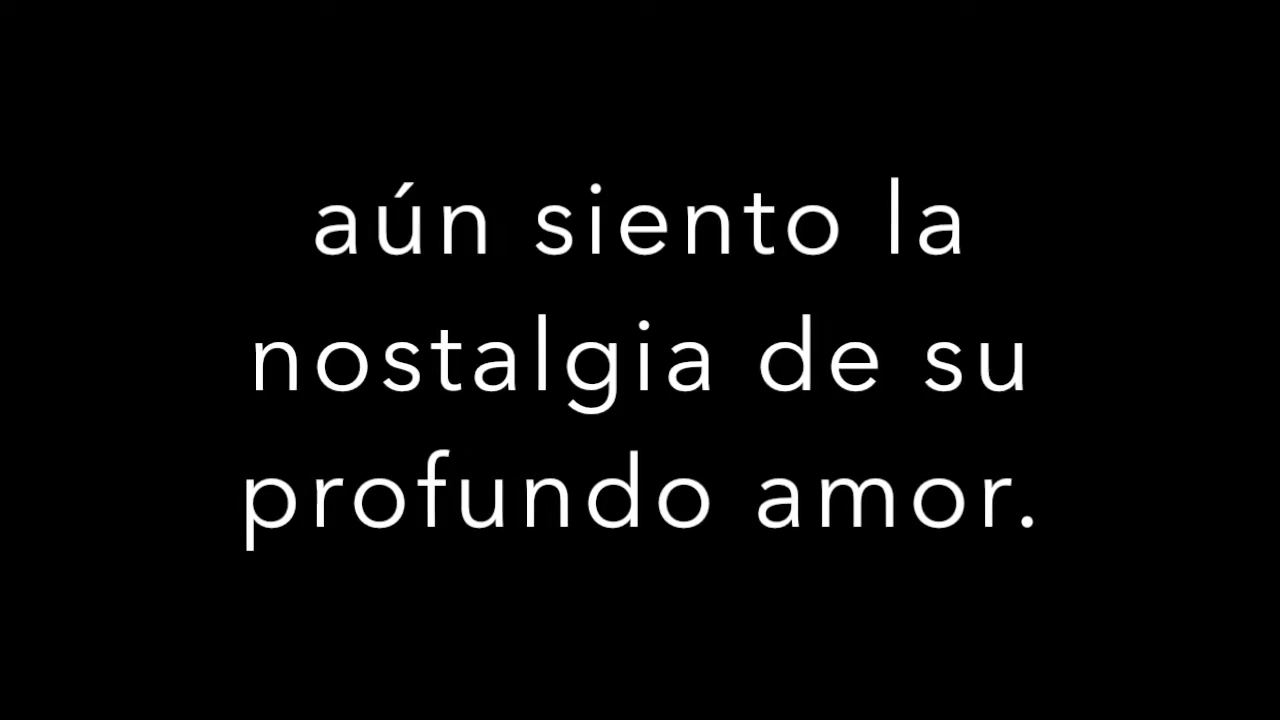 aún siento la
nostalgia de su
profundo amor.